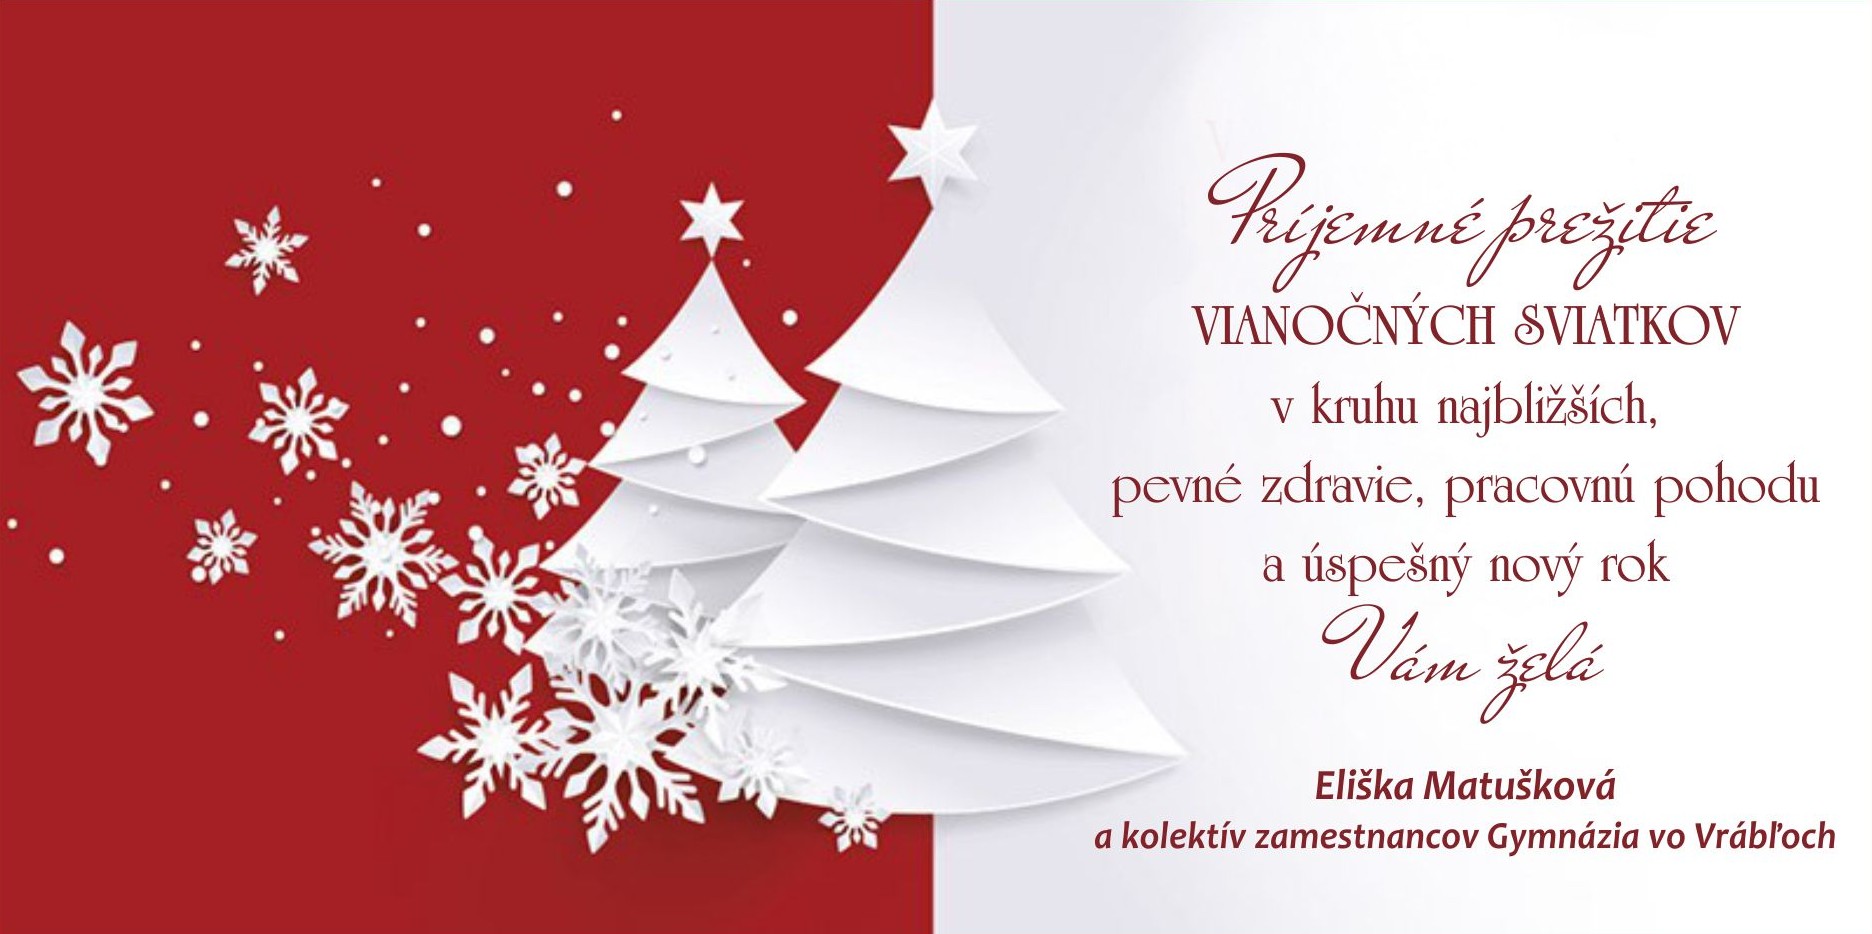 Príjemné prežitie
VIANOČNÝCH SVIATKOV
v kruhu najbližších,
pevné zdravie, pracovnú pohodu
a úspešný nový rok
Vám želá
Eliška Matušková
a kolektív zamestnancov Gymnázia vo Vrábľoch